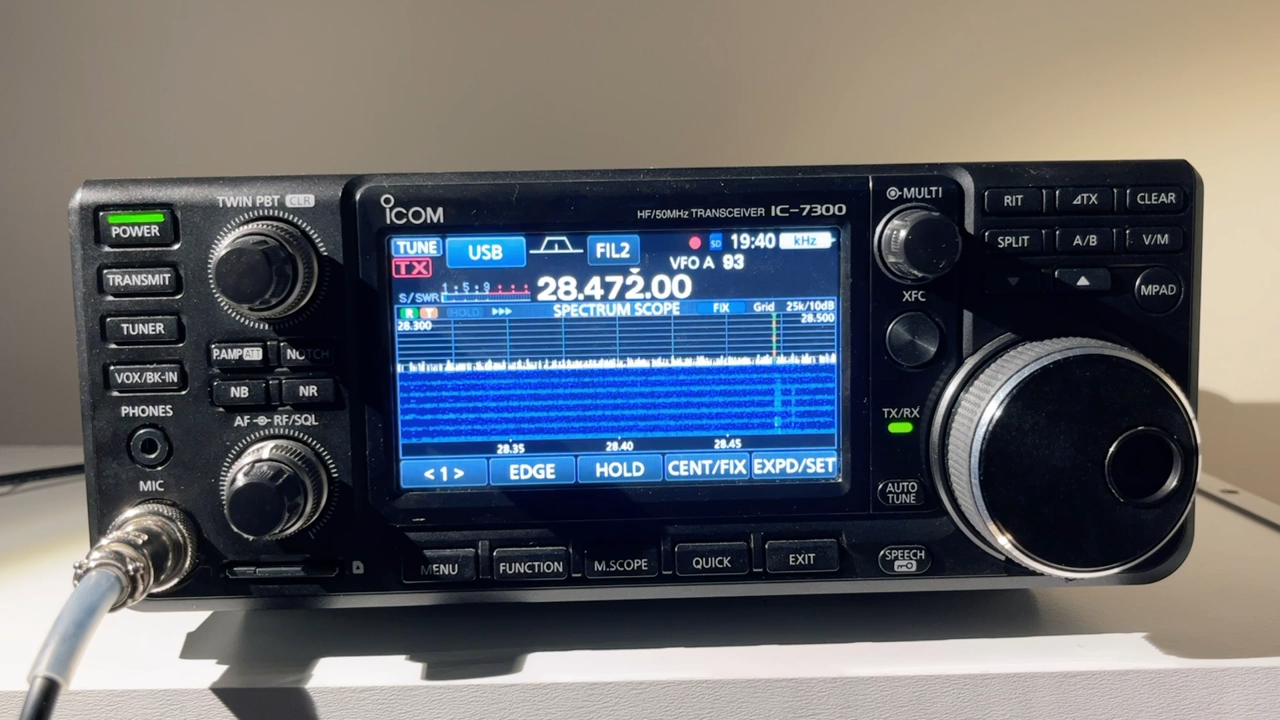 TWIN PBT CLR
POWER
TRANSMIT
TUNER
VOX/BK-IN
P.AMP ATT
NOTCH
NB
NR
PHONES
AF RF/SQL
MIC
ICOM
HF/50MHz TRANSCEIVER IC-7300
TUNE
USB
FIL2
SD
19:40
kHz
TX
VFO A 93
1 · 5 · 9
28.472.00
S/SWR
R T HOLD
SPECTRUM SCOPE
FIX
Grid
25k/10dB
28.300
28.500
28.35
28.40
28.45
< 1 >
EDGE
HOLD
CENT/FIX
EXPD/SET
MENU
FUNCTION
M.SCOPE
QUICK
EXIT
MULTI
XFC
TX/RX
AUTO
TUNE
SPEECH
RIT
⊿TX
CLEAR
SPLIT
A/B
V/M
MPAD